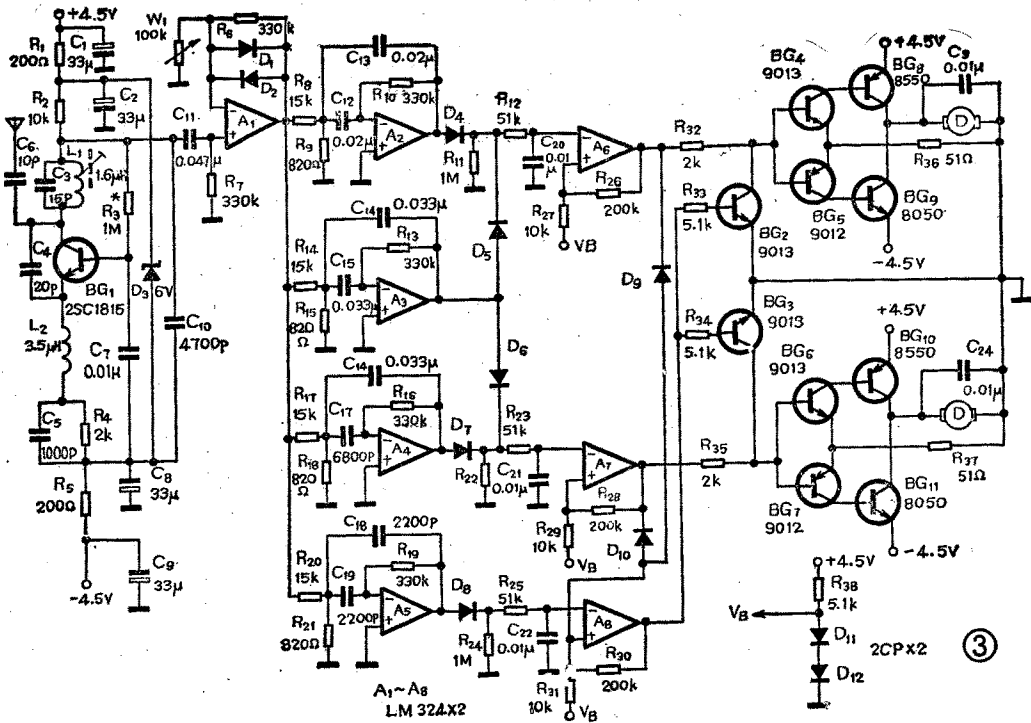 +4.5V
R1
200Ω
C1
33μ
R2
10k
C2
33μ
C6
10p
L1
1.6μH
C3
15P
*
R3
1M
C4
20p
BG1
2SC1815
D3
6V
L2
3.5μH
C7
0.01μ
C10
4700p
C5
1000P
R4
2k
R5
200Ω
C8
33μ
C9
33μ
-4.5V
W1
100k
R6
330k
D1
D2
C11
0.047μ
A1
R7
330k
R8
15k
R9
820Ω
C12
0.02μ
C13
0.02μ
R10
330k
A2
D4
R11
1M
R12
51k
C20
0.01
μ
A6
R26
200k
R27
10k
VB
R14
15k
R15
820
Ω
C15
0.033μ
C14
0.033μ
R13
330k
A3
D5
D6
R17
15k
R18
820
Ω
C17
6800p
C14
0.033μ
R16
330k
A4
D7
R22
R23
51k
C21
0.01μ
A7
R28
200k
R29
10k
VB
D10
D9
R20
15k
R21
820Ω
C19
2200p
C18
2200p
R19
330k
A5
D8
R24
1M
R25
51k
C22
0.01μ
A8
R30
200k
R31
10k
VB
A1~A8
LM324X2
R32
2k
R33
5.1k
BG2
9013
BG3
9013
R34
5.1k
R35
2k
BG4
9013
BG8
8550
+4.5V
C9
0.01μ
D
R36
51Ω
BG5
9012
BG9
8050
-4.5V
+4.5V
BG6
9013
BG10
8550
C24
0.01μ
D
R37
51Ω
BG7
9012
BG11
8050
-4.5V
+4.5V
R38
5.1k
VB
D11
D12
2CPX2
③